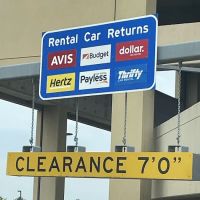 Rental Car Returns
AVIS Budget dollar.
Hertz Payless Thrifty
CLEARANCE 7'0"